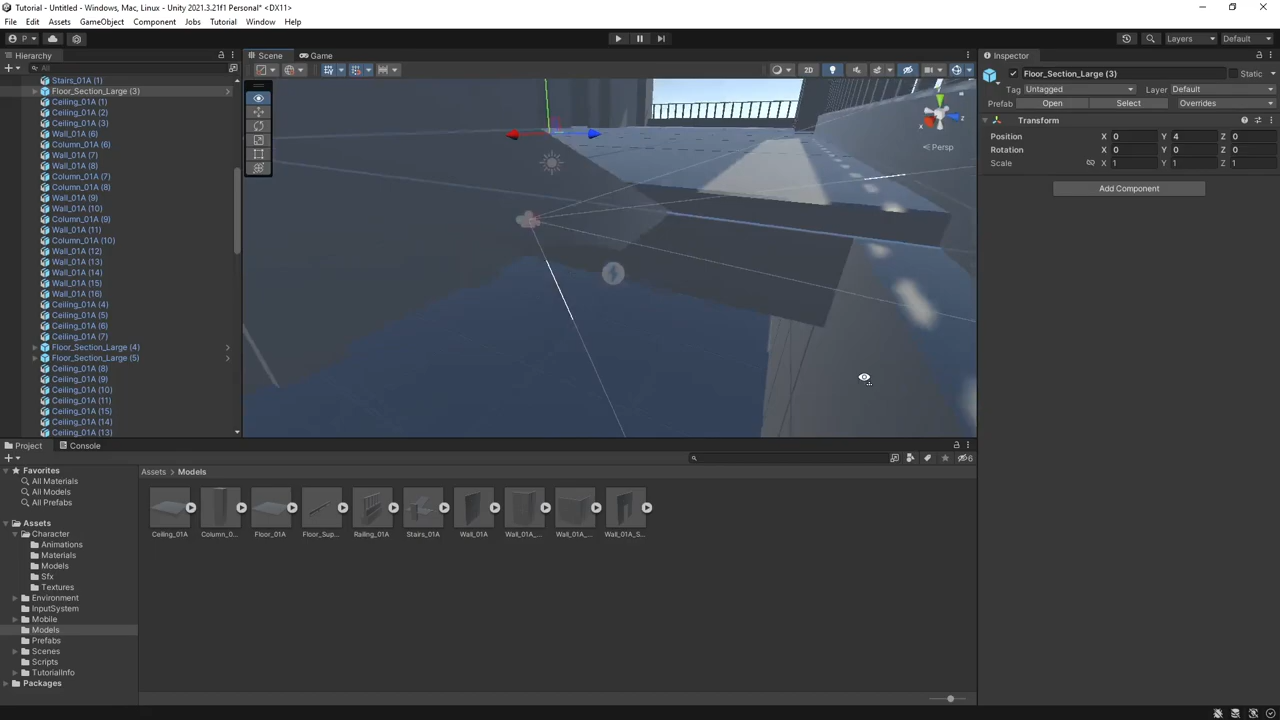 Tutorial - Untitled - Windows, Mac, Linux - Unity 2021.3.21f1 Personal* <DX11>
File Edit Assets GameObject Component Jobs Tutorial Window Help
P
Layers Default
Hierarchy
All
Stairs_01A (1)
Floor_Section_Large (3)
Ceiling_01A (1)
Ceiling_01A (2)
Ceiling_01A (3)
Wall_01A (6)
Column_01A (6)
Wall_01A (7)
Wall_01A (8)
Column_01A (7)
Column_01A (8)
Wall_01A (9)
Wall_01A (10)
Column_01A (9)
Wall_01A (11)
Column_01A (10)
Wall_01A (12)
Wall_01A (13)
Wall_01A (14)
Wall_01A (15)
Wall_01A (16)
Ceiling_01A (4)
Ceiling_01A (5)
Ceiling_01A (6)
Ceiling_01A (7)
Floor_Section_Large (4)
Floor_Section_Large (5)
Ceiling_01A (8)
Ceiling_01A (9)
Ceiling_01A (10)
Ceiling_01A (11)
Ceiling_01A (15)
Ceiling_01A (14)
Ceiling_01A (13)
Scene Game
2D
y
x
z
Persp
Inspector
Floor_Section_Large (3) Static
Tag Untagged Layer Default
Prefab Open Select Overrides
Transform
Position X 0 Y 4 Z 0
Rotation X 0 Y 0 Z 0
Scale X 1 Y 1 Z 1
Add Component
Project Console
6
Favorites
All Materials
All Models
All Prefabs
Assets
Character
Animations
Materials
Models
Sfx
Textures
Environment
InputSystem
Mobile
Models
Prefabs
Scenes
Scripts
TutorialInfo
Packages
Assets > Models
Ceiling_01A Column_0... Floor_01A Floor_Sup... Railing_01A Stairs_01A Wall_01A Wall_01A_... Wall_01A_... Wall_01A_S...